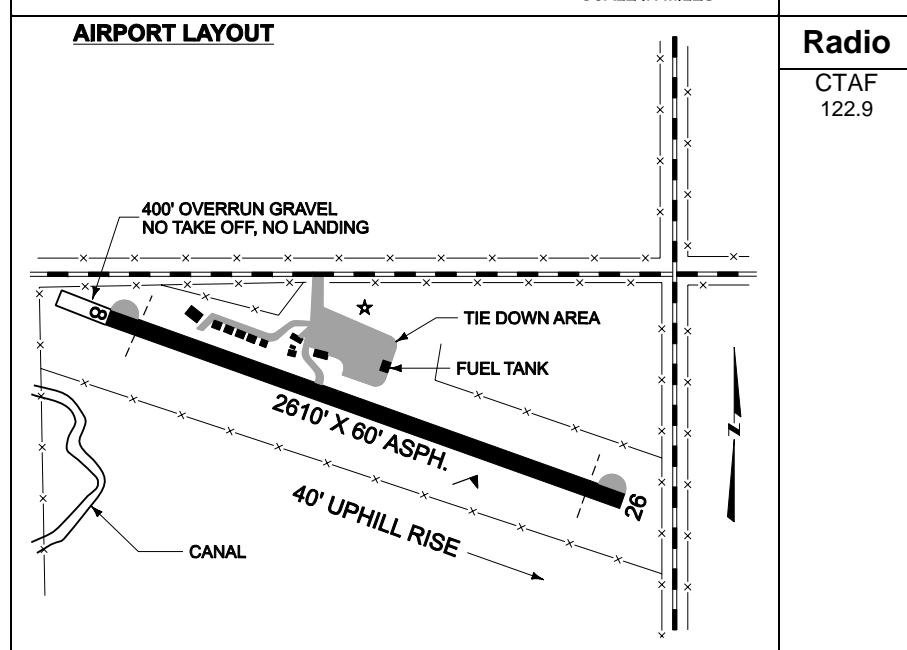 AIRPORT LAYOUT
Radio
CTAF
122.9
400' OVERRUN GRAVEL
NO TAKE OFF, NO LANDING
8
TIE DOWN AREA
FUEL TANK
2610' X 60' ASPH.
26
N
40' UPHILL RISE
CANAL